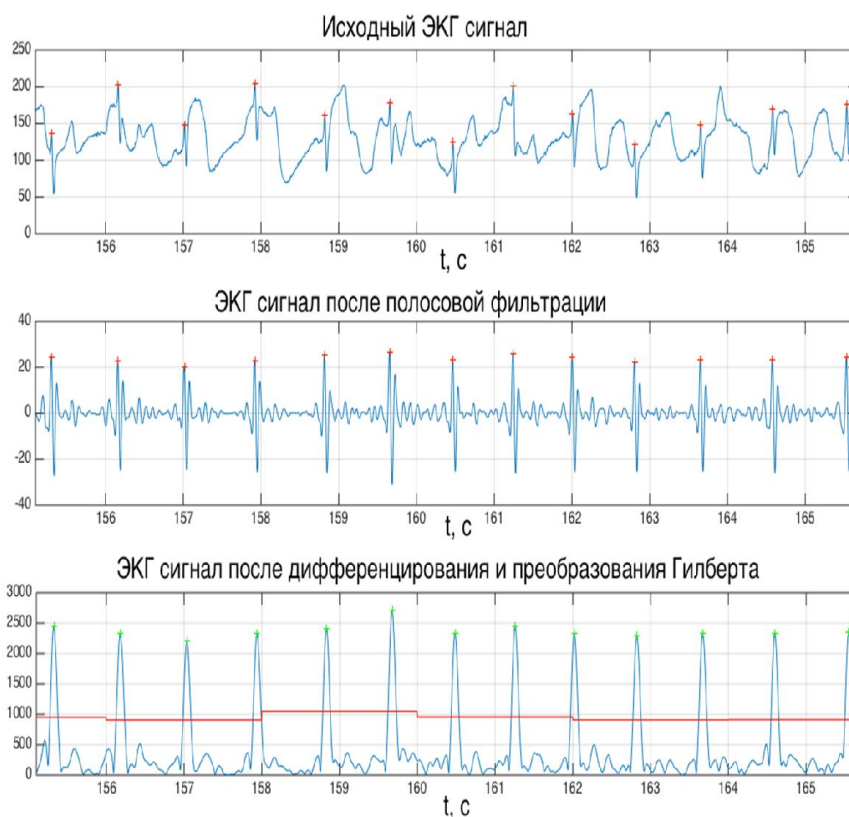 Исходный ЭКГ сигнал
250
200
150
100
50
0
156 157 158 159 160 161 162 163 164 165
t, с
ЭКГ сигнал после полосовой фильтрации
40
20
0
-20
-40
156 157 158 159 160 161 162 163 164 165
t, с
ЭКГ сигнал после дифференцирования и преобразования Гилберта
3000
2500
2000
1500
1000
500
0
156 157 158 159 160 161 162 163 164 165
t, с